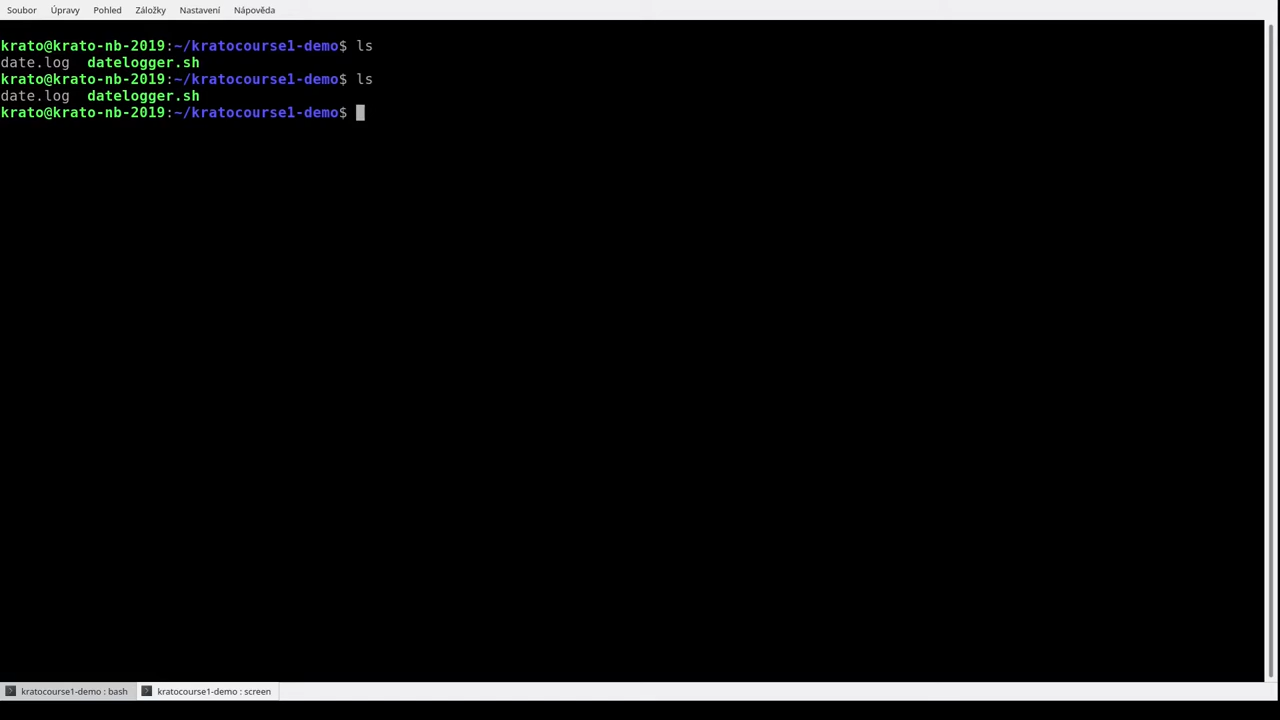 Soubor Úpravy Pohled Záložky Nastavení Nápověda
krato@krato-nb-2019:~/kratocourse1-demo$ ls
date.log  datelogger.sh
krato@krato-nb-2019:~/kratocourse1-demo$ ls
date.log  datelogger.sh
krato@krato-nb-2019:~/kratocourse1-demo$
kratocourse1-demo : bash kratocourse1-demo : screen